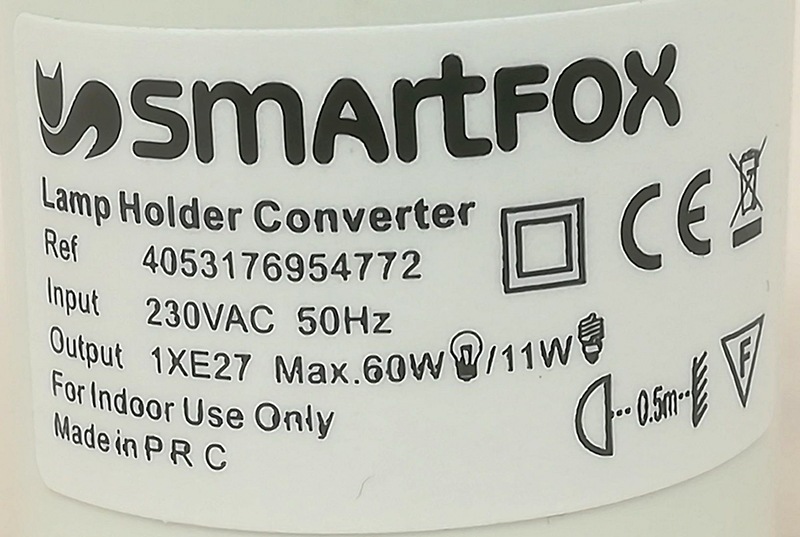 SMARTFOX
Lamp Holder Converter
Ref 4053176954772
Input 230VAC 50Hz
Output 1XE27 Max.60W/11W
For Indoor Use Only
Made in P R C
CE
0.5m
F